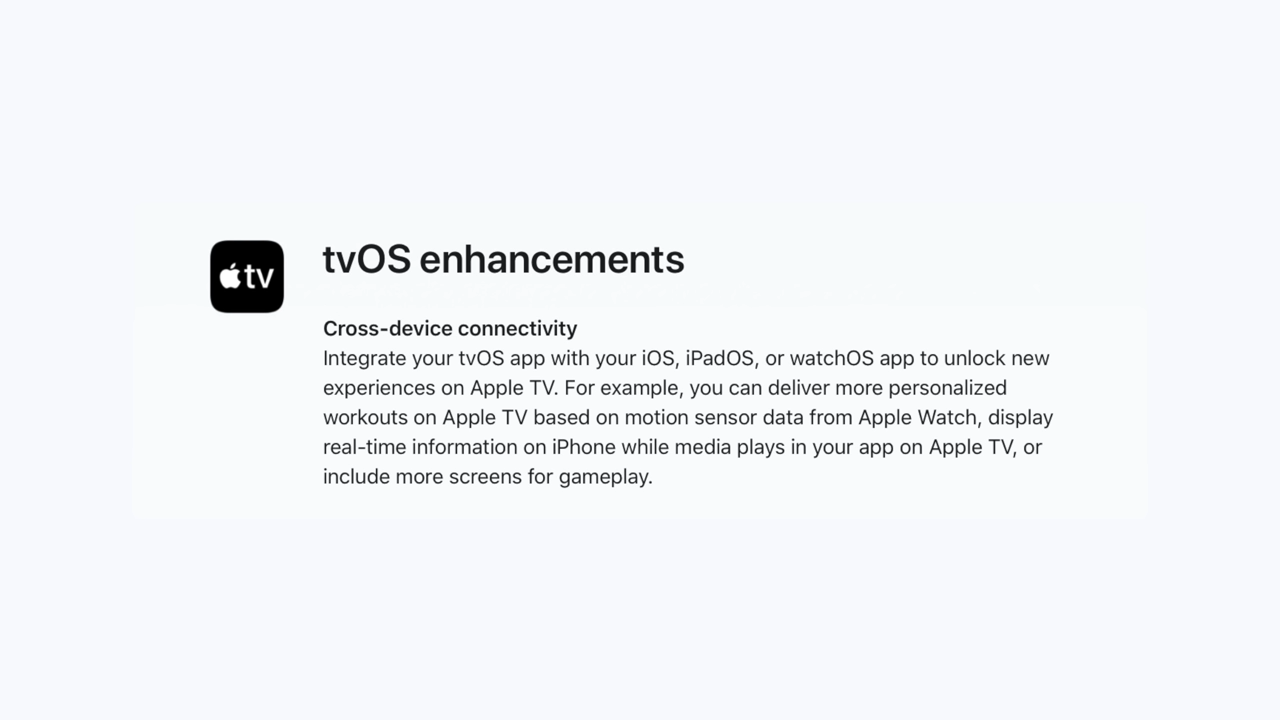 tv
tvOS enhancements
Cross-device connectivity
Integrate your tvOS app with your iOS, iPadOS, or watchOS app to unlock new
experiences on Apple TV. For example, you can deliver more personalized
workouts on Apple TV based on motion sensor data from Apple Watch, display
real-time information on iPhone while media plays in your app on Apple TV, or
include more screens for gameplay.